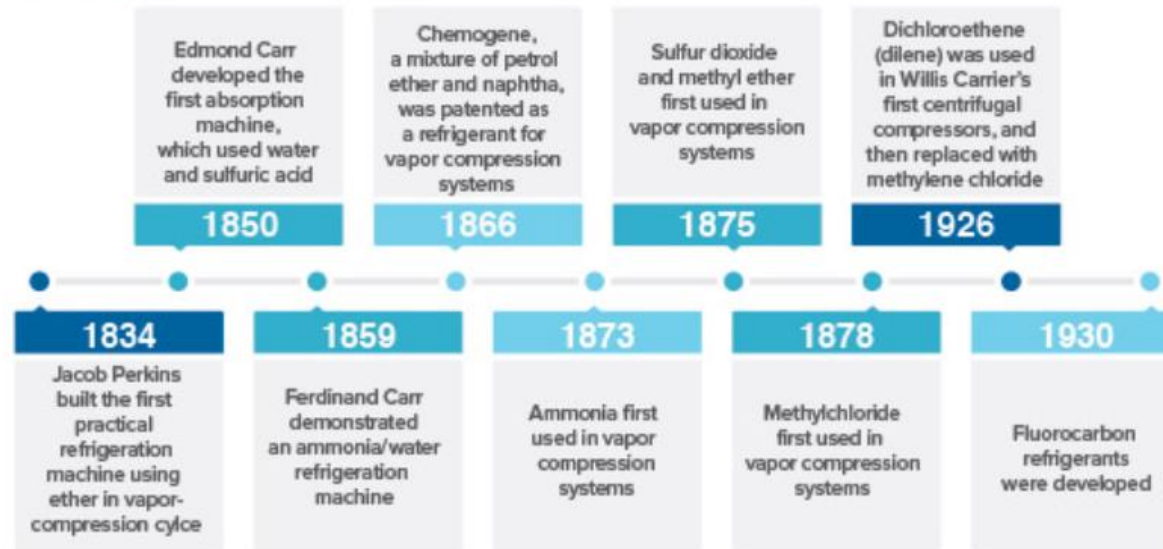 Edmond Carr
developed the
first absorption
machine,
which used water
and sulfuric acid
1850
Chemogene,
a mixture of petrol
ether and naphtha,
was patented as
a refrigerant for
vapor compression
systems
1866
Sulfur dioxide
and methyl ether
first used in
vapor compression
systems
1875
Dichloroethene
(dilene) was used
in Willis Carrier's
first centrifugal
compressors, and
then replaced with
methylene chloride
1926
1834
Jacob Perkins
built the first
practical
refrigeration
machine using
ether in vapor-
compression cylce
1859
Ferdinand Carr
demonstrated
an ammonia/water
refrigeration
machine
1873
Ammonia first
used in vapor
compression
systems
1878
Methylchloride
first used in
vapor compression
systems
1930
Fluorocarbon
refrigerants
were developed